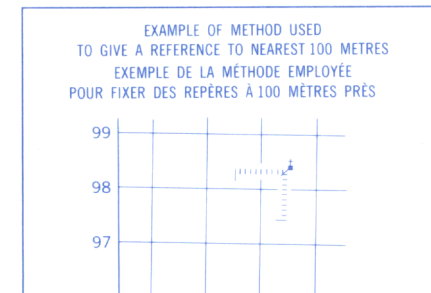 EXAMPLE OF METHOD USED
TO GIVE A REFERENCE TO NEAREST 100 METRES
EXEMPLE DE LA MÉTHODE EMPLOYÉE
POUR FIXER DES REPÈRES À 100 MÈTRES PRÈS
99
98
97